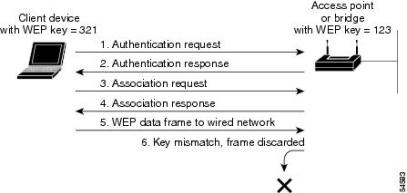 Client device
with WEP key = 321
Access point
or bridge
with WEP key = 123
1. Authentication request
2. Authentication response
3. Association request
4. Association response
5. WEP data frame to wired network
6. Key mismatch, frame discarded
54583